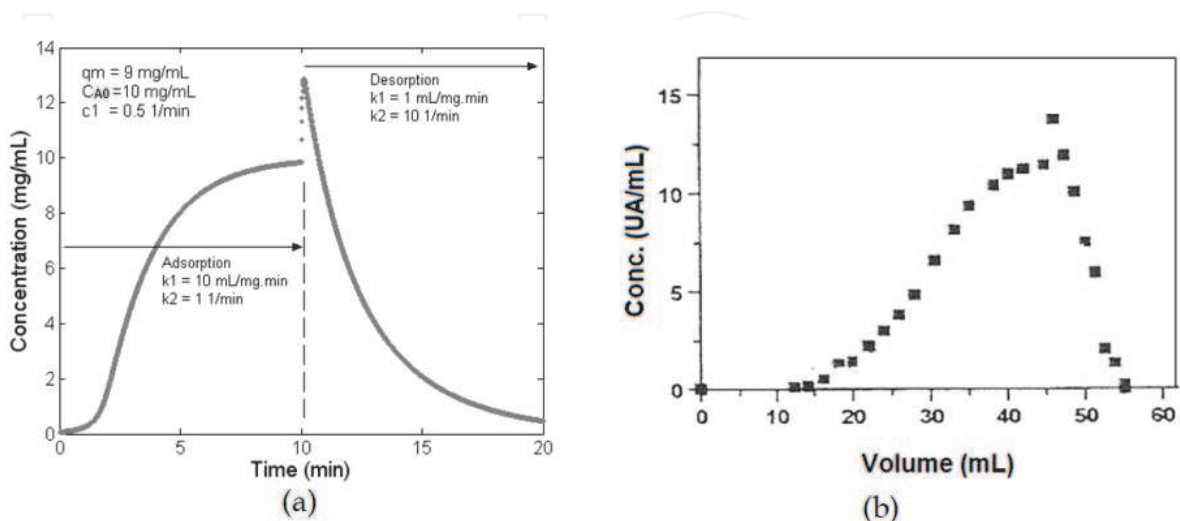 14
12
10
8
6
4
2
0
Concentration (mg/mL)
qm = 9 mg/mL
CA0 = 10 mg/mL
c1 = 0.5 1/min
Desorption
k1 = 1 mL/mg.min
k2 = 10 1/min
Adsorption
k1 = 10 mL/mg.min
k2 = 1 1/min
0 5 10 15 20
Time (min)
(a)
15
10
5
0
Conc. (UA/mL)
0 10 20 30 40 50 60
Volume (mL)
(b)